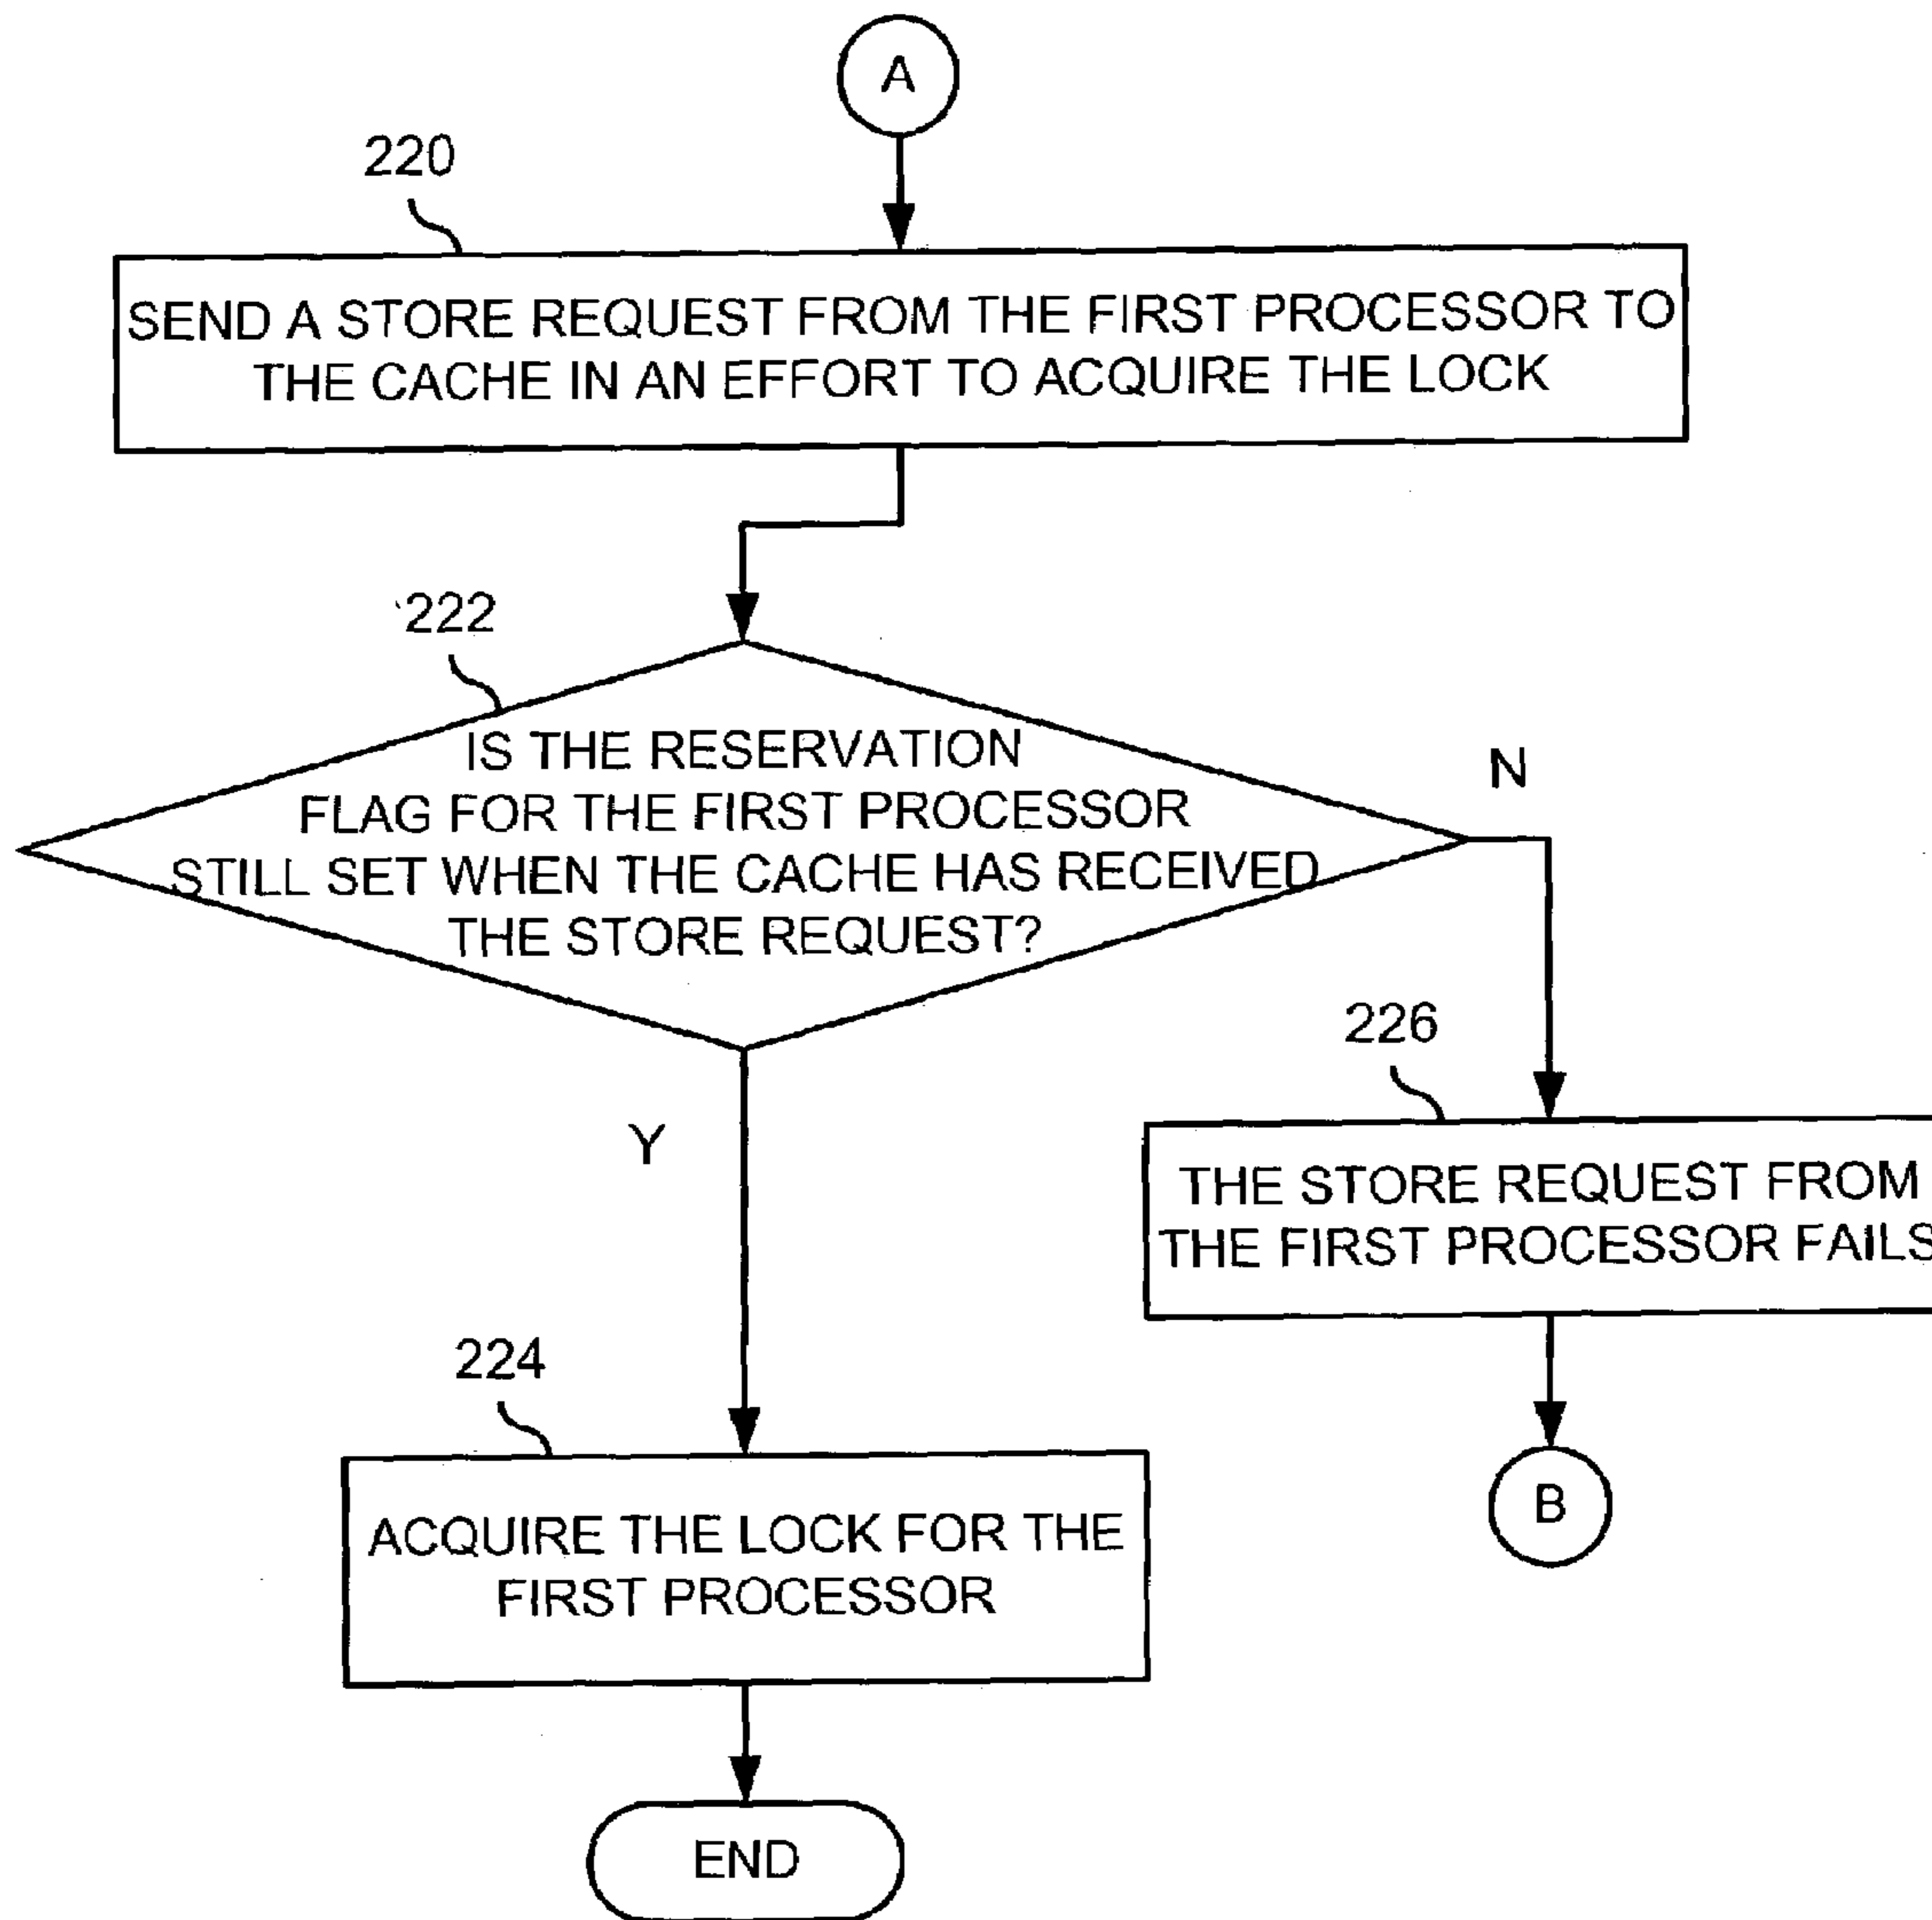 A
220
SEND A STORE REQUEST FROM THE FIRST PROCESSOR TO
THE CACHE IN AN EFFORT TO ACQUIRE THE LOCK
222
IS THE RESERVATION
FLAG FOR THE FIRST PROCESSOR
STILL SET WHEN THE CACHE HAS RECEIVED
THE STORE REQUEST?
N
226
THE STORE REQUEST FROM
THE FIRST PROCESSOR FAILS
Y
224
B
ACQUIRE THE LOCK FOR THE
FIRST PROCESSOR
END